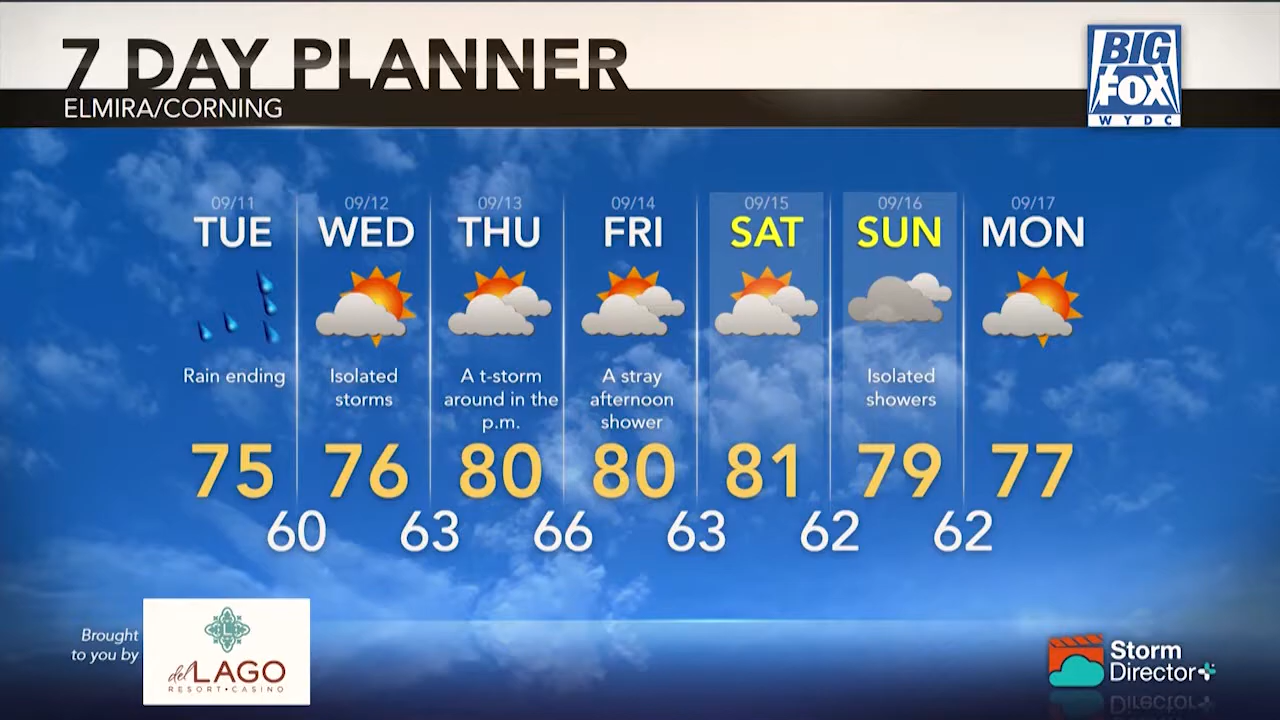 7 DAY PLANNER
ELMIRA/CORNING
BIG
FOX
WYDC
09/11 09/12 09/13 09/14 09/15 09/16 09/17
TUE WED THU FRI SAT SUN MON
Rain ending
Isolated
storms
A t-storm
around in the
p.m.
A stray
afternoon
shower
Isolated
showers
75 76 80 80 81 79 77
60 63 66 63 62 62
Brought
to you by
L
del LAGO
RESORT•CASINO
Storm
Director+